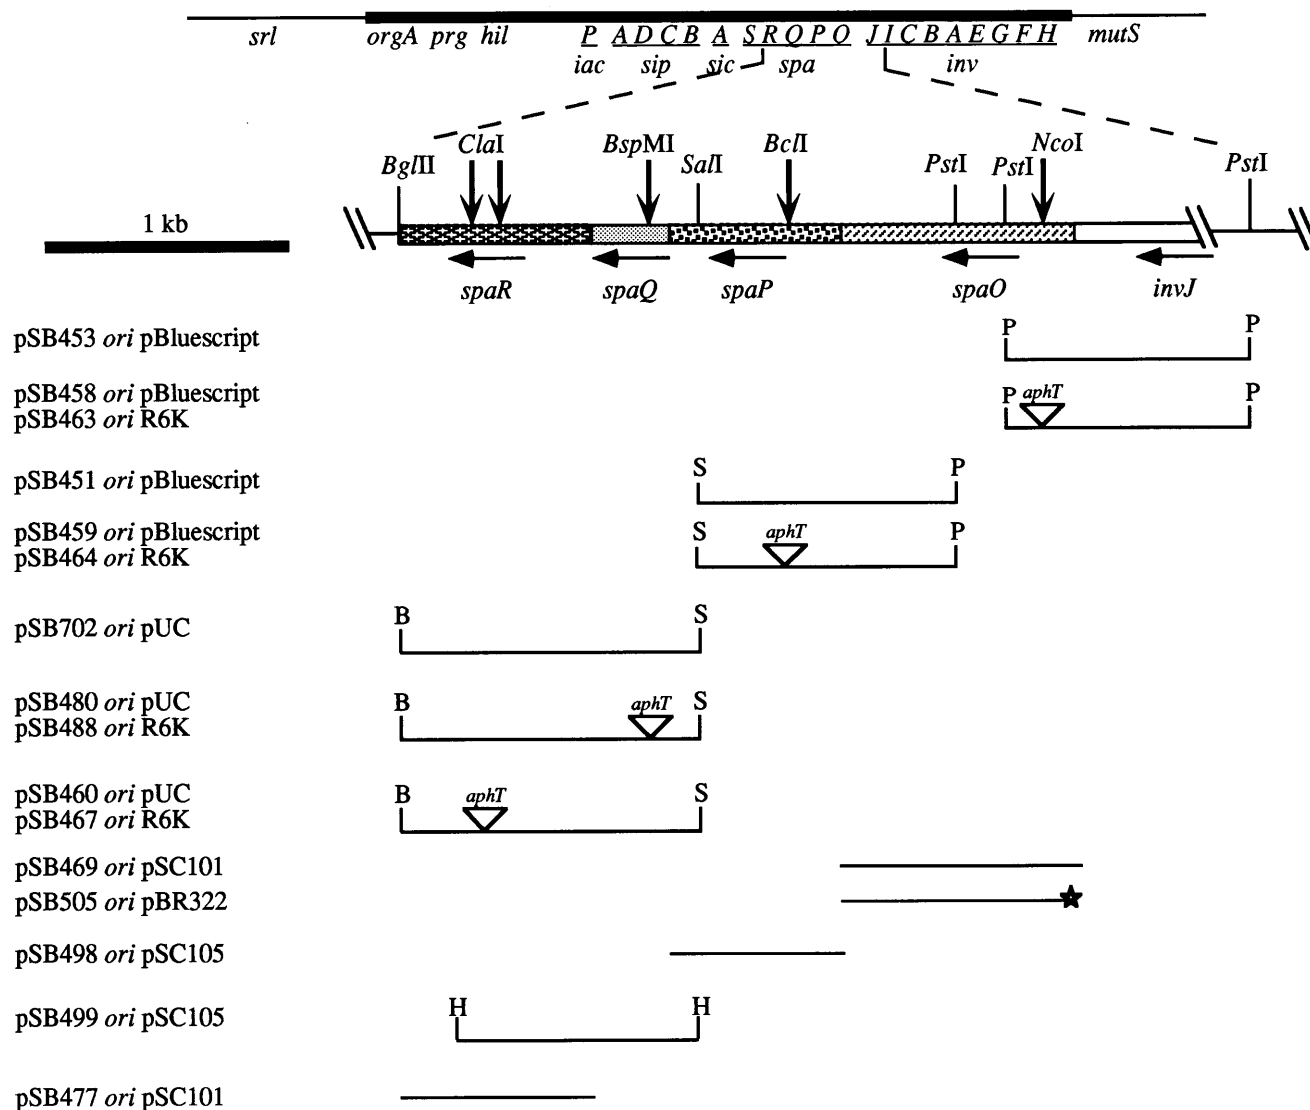 srl orgA prg hil P A D C B A S R Q P O J I C B A E G F H mutS
iac sip sic spa inv
BglII ClaI BspMI SalI BclI PstI PstI NcoI PstI
1 kb
spaR spaQ spaP spaO invJ
pSB453 ori pBluescript P P
pSB458 ori pBluescript P aphT P
pSB463 ori R6K
pSB451 ori pBluescript S P
pSB459 ori pBluescript S aphT P
pSB464 ori R6K
pSB702 ori pUC B S
pSB480 ori pUC B aphT S
pSB488 ori R6K
pSB460 ori pUC B aphT S
pSB467 ori R6K
pSB469 ori pSC101
pSB505 ori pBR322
pSB498 ori pSC105
pSB499 ori pSC105 H H
pSB477 ori pSC101